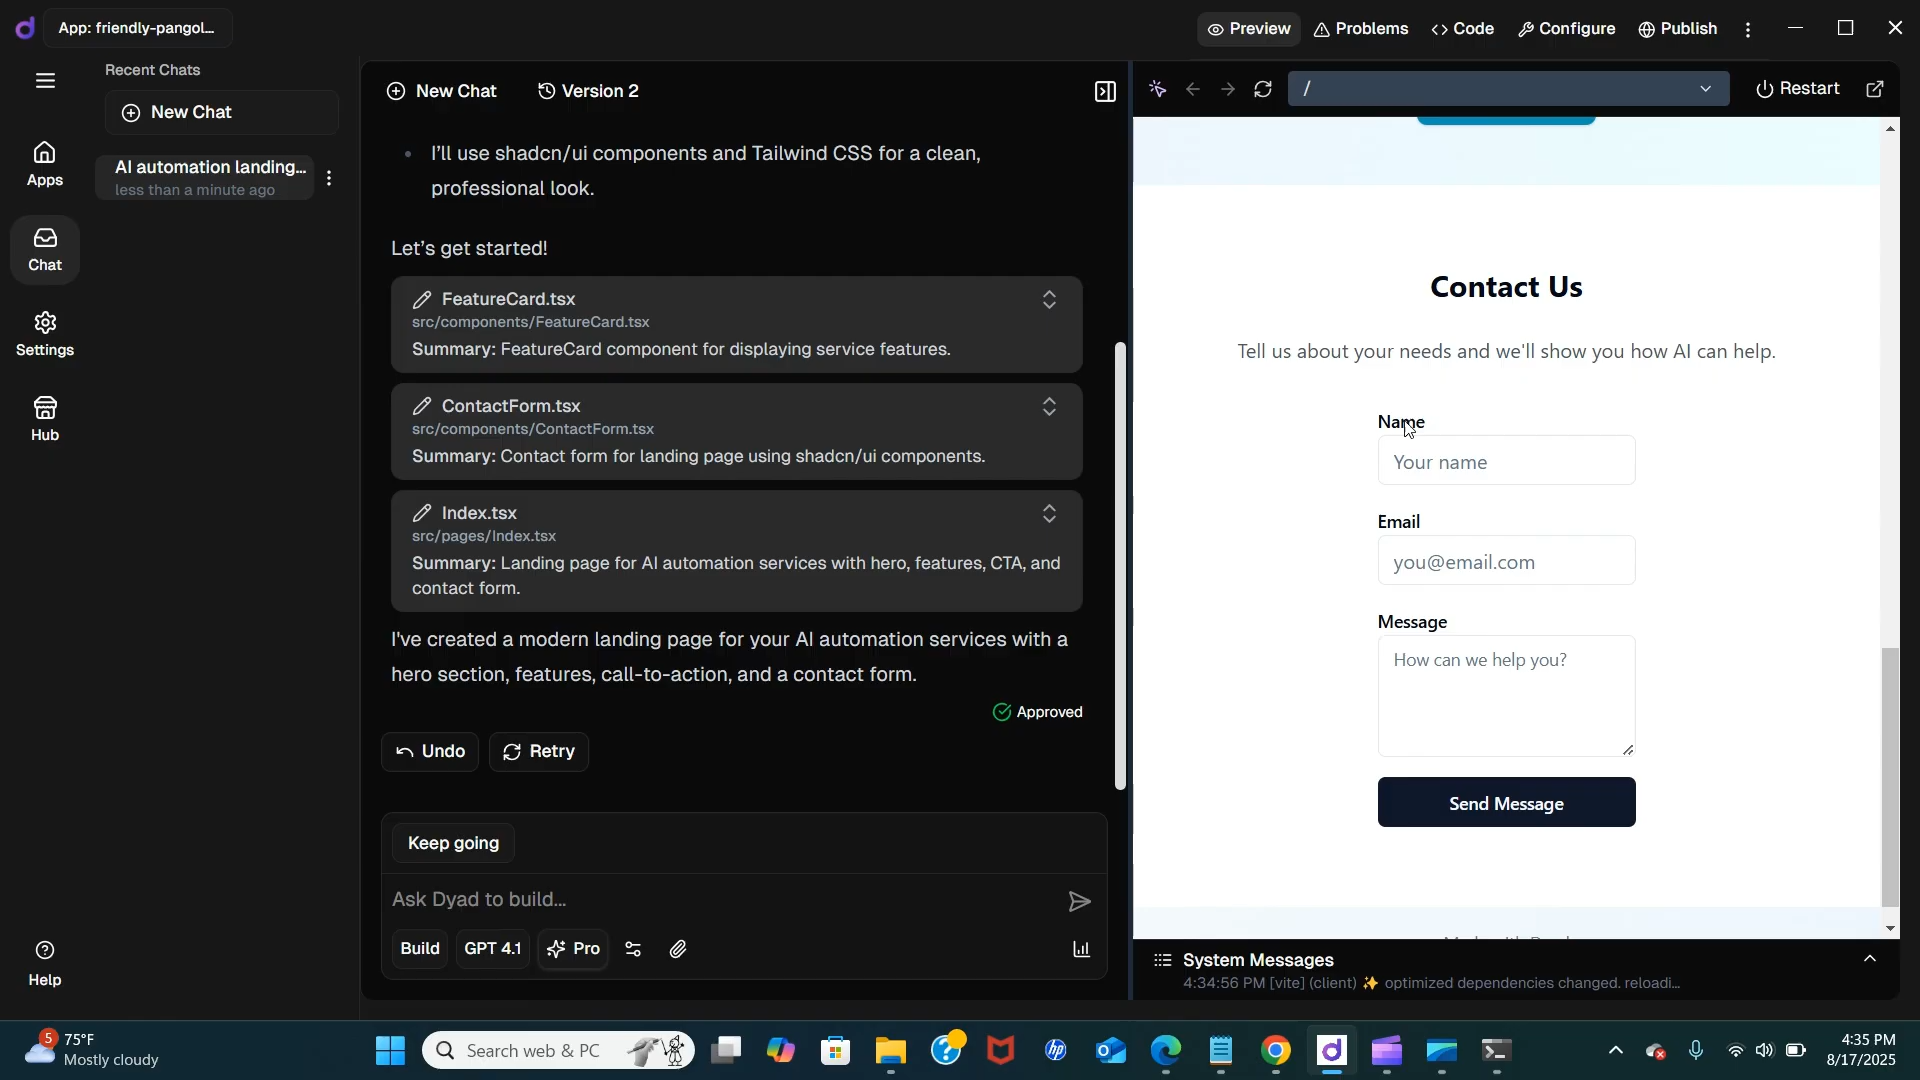 App: friendly-pangol...
Preview
Problems
Code
Configure
Publish
Recent Chats
New Chat
AI automation landing...
less than a minute ago
Apps
Chat
Settings
Hub
Help
New Chat
Version 2
I'll use shadcn/ui components and Tailwind CSS for a clean,
professional look.
Let's get started!
FeatureCard.tsx
src/components/FeatureCard.tsx
Summary: FeatureCard component for displaying service features.
ContactForm.tsx
src/components/ContactForm.tsx
Summary: Contact form for landing page using shadcn/ui components.
Index.tsx
src/pages/Index.tsx
Summary: Landing page for AI automation services with hero, features, CTA, and
contact form.
I've created a modern landing page for your AI automation services with a
hero section, features, call-to-action, and a contact form.
Approved
Undo
Retry
Keep going
Ask Dyad to build...
Build
GPT 4.1
Pro
/
Restart
Contact Us
Tell us about your needs and we'll show you how AI can help.
Name
Your name
Email
you@email.com
Message
How can we help you?
Send Message
System Messages
4:34:56 PM [vite] (client) ✨ optimized dependencies changed. reloadi...
5
75°F
Mostly cloudy
Search web & PC
4:35 PM
8/17/2025